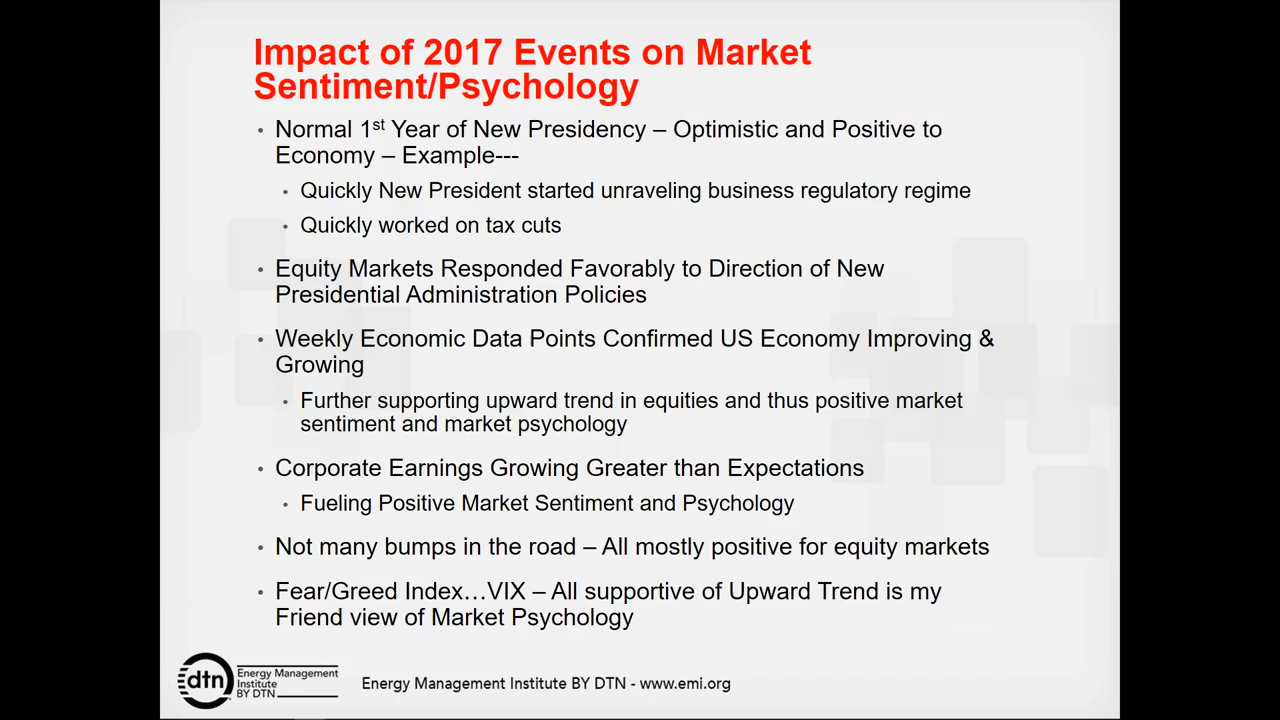 Impact of 2017 Events on Market
Sentiment/Psychology
• Normal 1st Year of New Presidency – Optimistic and Positive to
Economy – Example---
• Quickly New President started unraveling business regulatory regime
• Quickly worked on tax cuts
• Equity Markets Responded Favorably to Direction of New
Presidential Administration Policies
• Weekly Economic Data Points Confirmed US Economy Improving &
Growing
• Further supporting upward trend in equities and thus positive market
sentiment and market psychology
• Corporate Earnings Growing Greater than Expectations
• Fueling Positive Market Sentiment and Psychology
• Not many bumps in the road – All mostly positive for equity markets
• Fear/Greed Index…VIX – All supportive of Upward Trend is my
Friend view of Market Psychology
dtn
Energy Management
Institute
BY DTN
Energy Management Institute BY DTN - www.emi.org